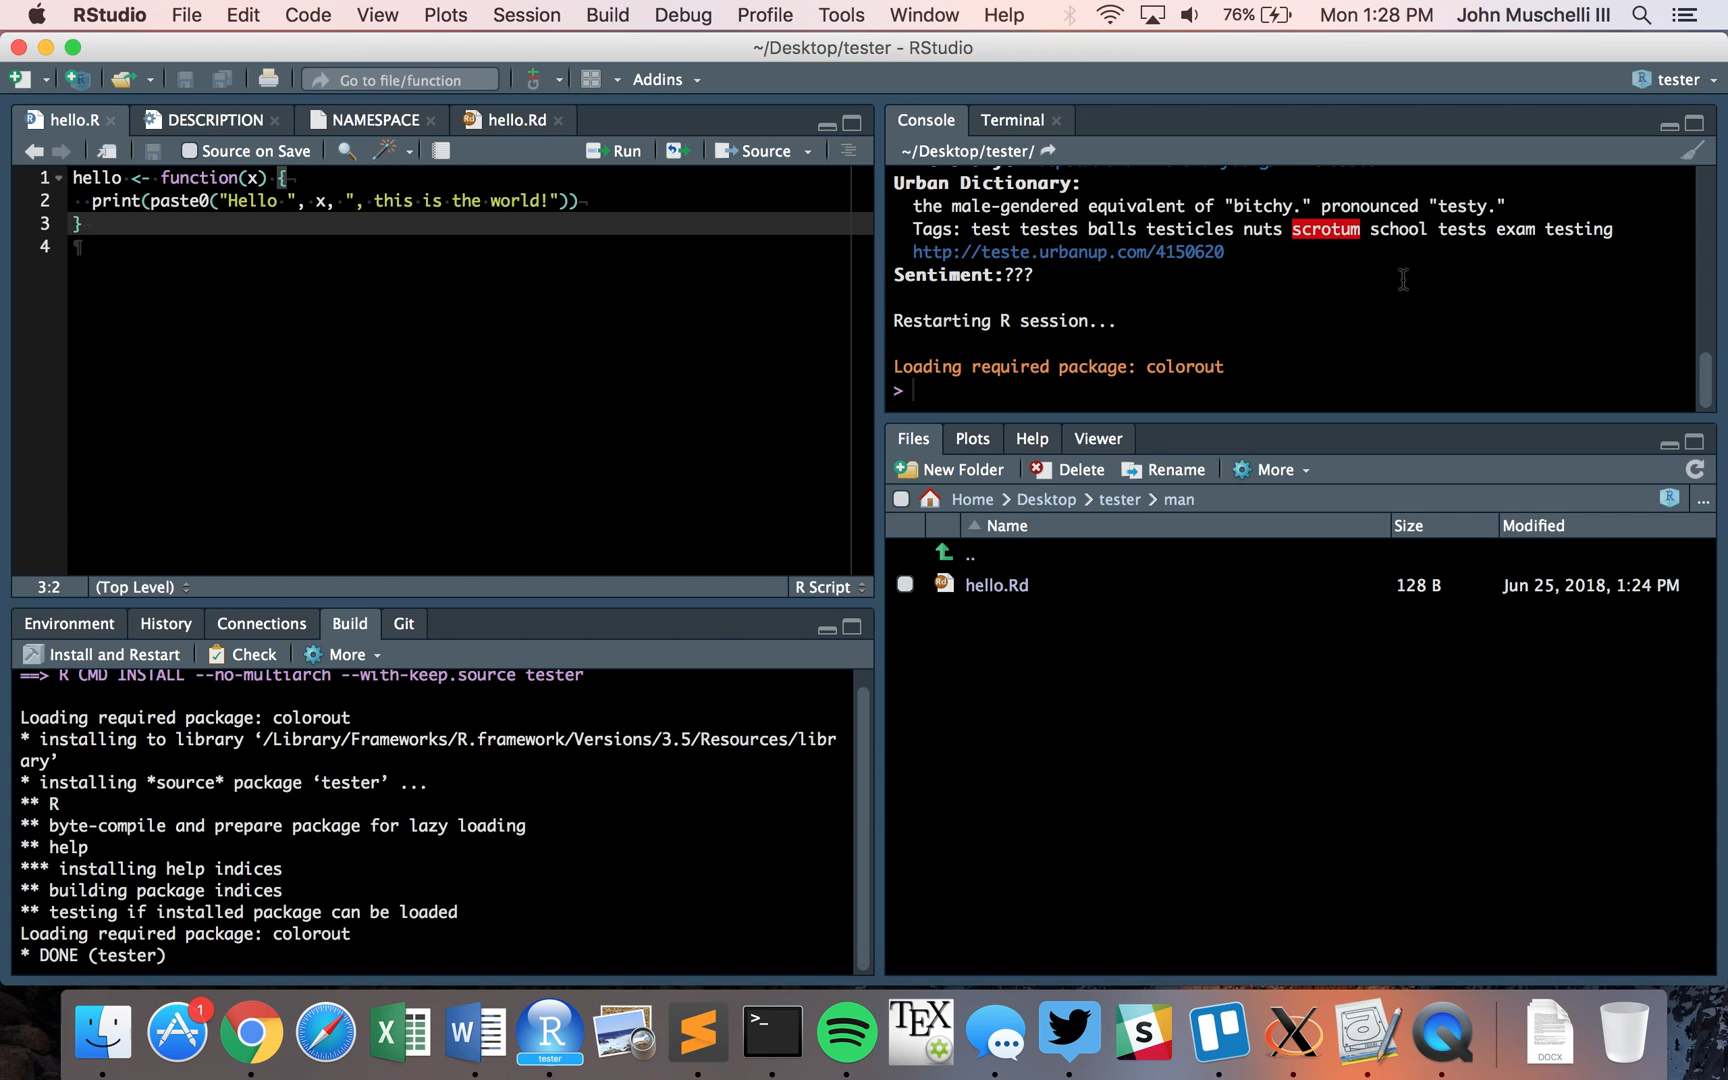 RStudio File Edit Code View Plots Session Build Debug Profile Tools Window Help 76% Mon 1:28 PM John Muschelli III
~/Desktop/tester - RStudio
Go to file/function Addins tester
hello.R DESCRIPTION NAMESPACE hello.Rd
Source on Save Run Source
1 hello <- function(x) {
2 print(paste0("Hello ", x, ", this is the world!"))
3 }
4 ¶
3:2 (Top Level) R Script
Environment History Connections Build Git
Install and Restart Check More
==> R CMD INSTALL --no-multiarch --with-keep.source tester
Loading required package: colorout
* installing to library ‘/Library/Frameworks/R.framework/Versions/3.5/Resources/libr
ary’
* installing *source* package ‘tester’ ...
** R
** byte-compile and prepare package for lazy loading
** help
*** installing help indices
** building package indices
** testing if installed package can be loaded
Loading required package: colorout
* DONE (tester)
Console Terminal
~/Desktop/tester/
Urban Dictionary:
the male-gendered equivalent of "bitchy." pronounced "testy."
Tags: test testes balls testicles nuts scrotum school tests exam testing
http://teste.urbanup.com/4150620
Sentiment:???
Restarting R session...
Loading required package: colorout
>
Files Plots Help Viewer
New Folder Delete Rename More
Home > Desktop > tester > man R ...
Name Size Modified
..
hello.Rd 128 B Jun 25, 2018, 1:24 PM
1
X W R >_ TEX S X Q
tester
DOCX